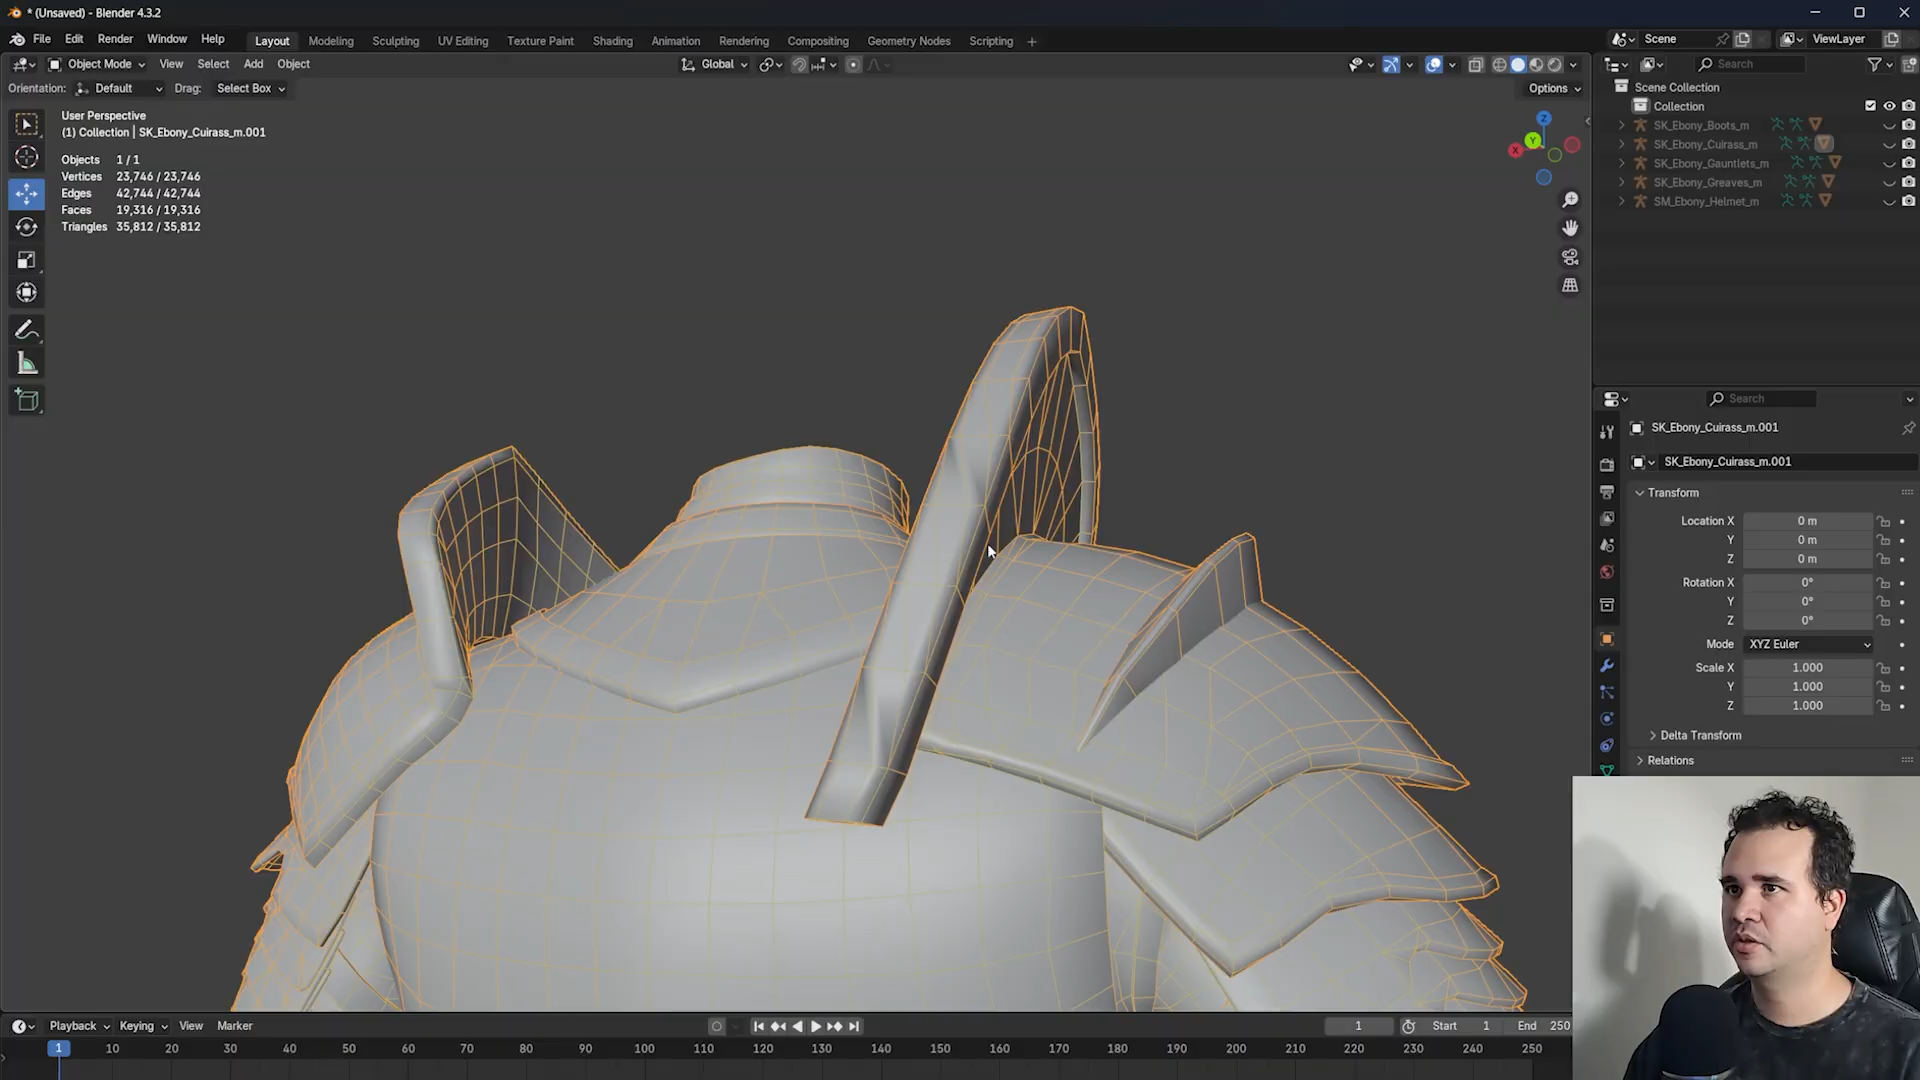 * (Unsaved) - Blender 4.3.2
File Edit Render Window Help Layout Modeling Sculpting UV Editing Texture Paint Shading Animation Rendering Compositing Geometry Nodes Scripting + Scene ViewLayer
Object Mode View Select Add Object Global Search
Orientation: Default Drag: Select Box Options
User Perspective
(1) Collection | SK_Ebony_Cuirass_m.001
Objects 1 / 1
Vertices 23,746 / 23,746
Edges 42,744 / 42,744
Faces 19,316 / 19,316
Triangles 35,812 / 35,812
Z
Y
X
Scene Collection
Collection
SK_Ebony_Boots_m
SK_Ebony_Cuirass_m
SK_Ebony_Gauntlets_m
SK_Ebony_Greaves_m
SM_Ebony_Helmet_m
Search
SK_Ebony_Cuirass_m.001
SK_Ebony_Cuirass_m.001
Transform
Location X 0 m
Y 0 m
Z 0 m
Rotation X 0°
Y 0°
Z 0°
Mode XYZ Euler
Scale X 1.000
Y 1.000
Z 1.000
Delta Transform
Relations
Playback Keying View Marker 1 Start 1 End 250
1 10 20 30 40 50 60 70 80 90 100 110 120 130 140 150 160 170 180 190 200 210 220 230 240 250